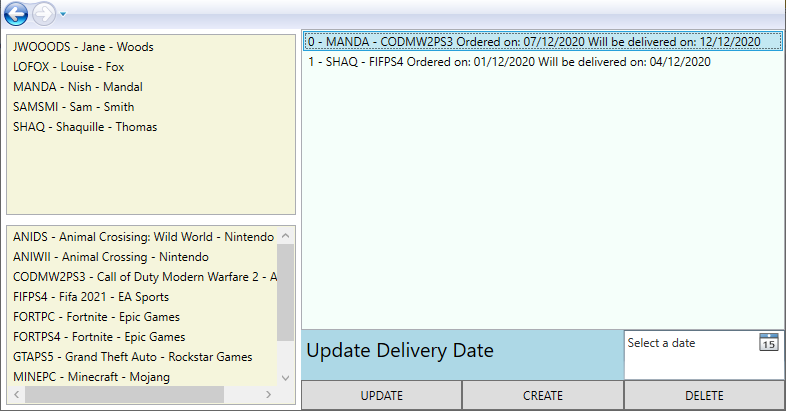 JWOOODS - Jane - Woods
LOFOX - Louise - Fox
MANDA - Nish - Mandal
SAMSMI - Sam - Smith
SHAQ - Shaquille - Thomas
ANIDS - Animal Crosising: Wild World - Nintendo
ANIWII - Animal Crossing - Nintendo
CODMW2PS3 - Call of Duty Modern Warfare 2 - A
FIFPS4 - Fifa 2021 - EA Sports
FORTPC - Fortnite - Epic Games
FORTPS4 - Fortnite - Epic Games
GTAPS5 - Grand Theft Auto - Rockstar Games
MINEPC - Minecraft - Mojang
0 - MANDA - CODMW2PS3 Ordered on: 07/12/2020 Will be delivered on: 12/12/2020
1 - SHAQ - FIFPS4 Ordered on: 01/12/2020 Will be delivered on: 04/12/2020
Update Delivery Date
Select a date
15
UPDATE
CREATE
DELETE